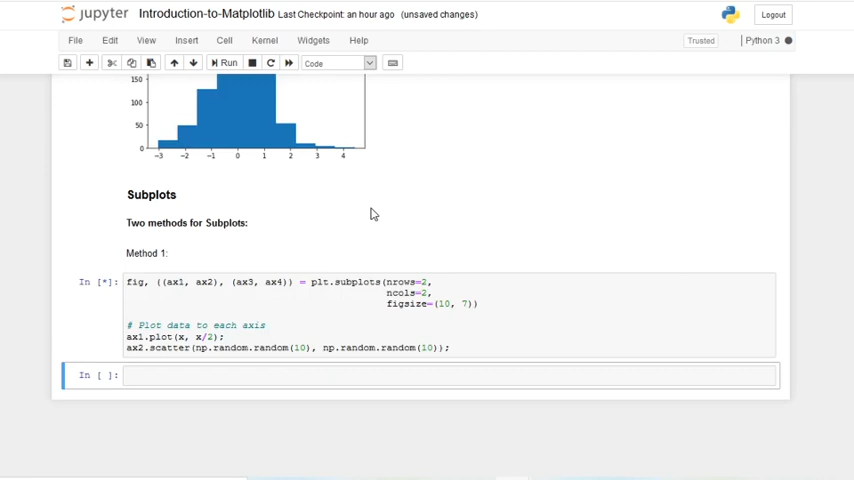 jupyter Introduction-to-Matplotlib Last Checkpoint: an hour ago (unsaved changes) Logout
File Edit View Insert Cell Kernel Widgets Help Trusted Python 3
Run Code
150
100
50
0
−3 −2 −1 0 1 2 3 4
Subplots
Two methods for Subplots:
Method 1:
In [*]: fig, ((ax1, ax2), (ax3, ax4)) = plt.subplots(nrows=2,
ncols=2,
figsize=(10, 7))
# Plot data to each axis
ax1.plot(x, x/2);
ax2.scatter(np.random.random(10), np.random.random(10));
In [ ]: